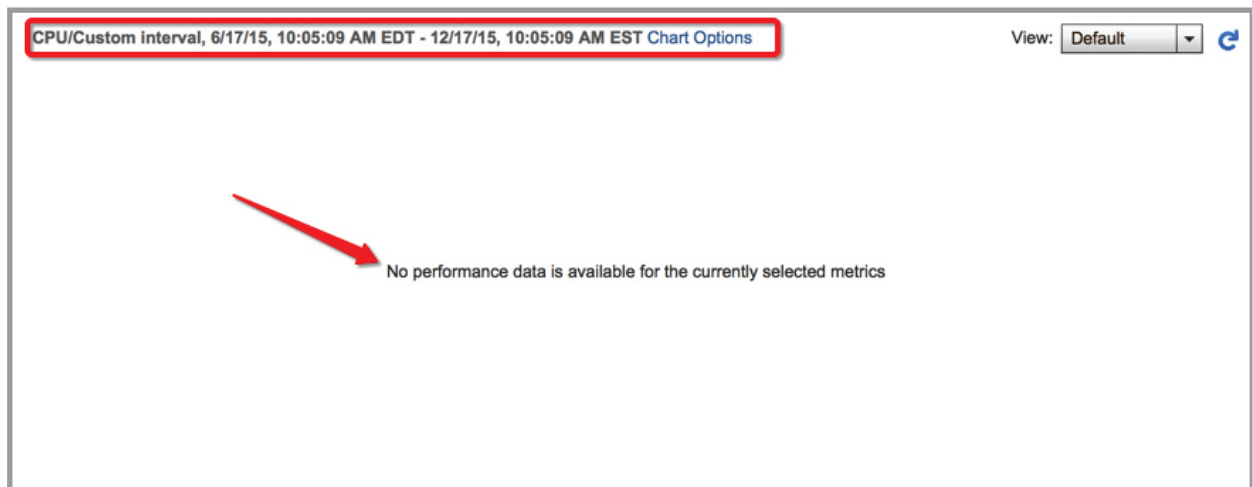 CPU/Custom interval, 6/17/15, 10:05:09 AM EDT - 12/17/15, 10:05:09 AM EST Chart Options View: Default
No performance data is available for the currently selected metrics